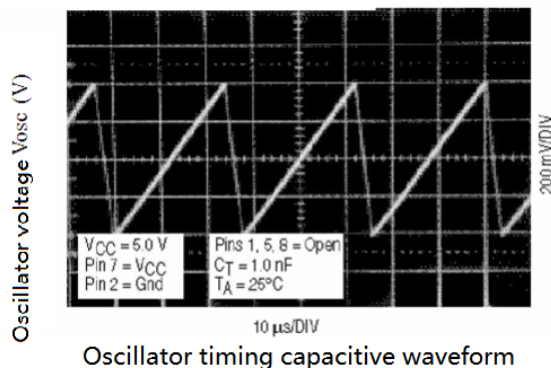 Oscillator voltage Vosc (V)
200 mV/DIV
VCC = 5.0 V
Pin 7 = VCC
Pin 2 = Gnd
Pins 1, 5, 8 = Open
CT = 1.0 nF
TA = 25°C
10 μs/DIV
Oscillator timing capacitive waveform